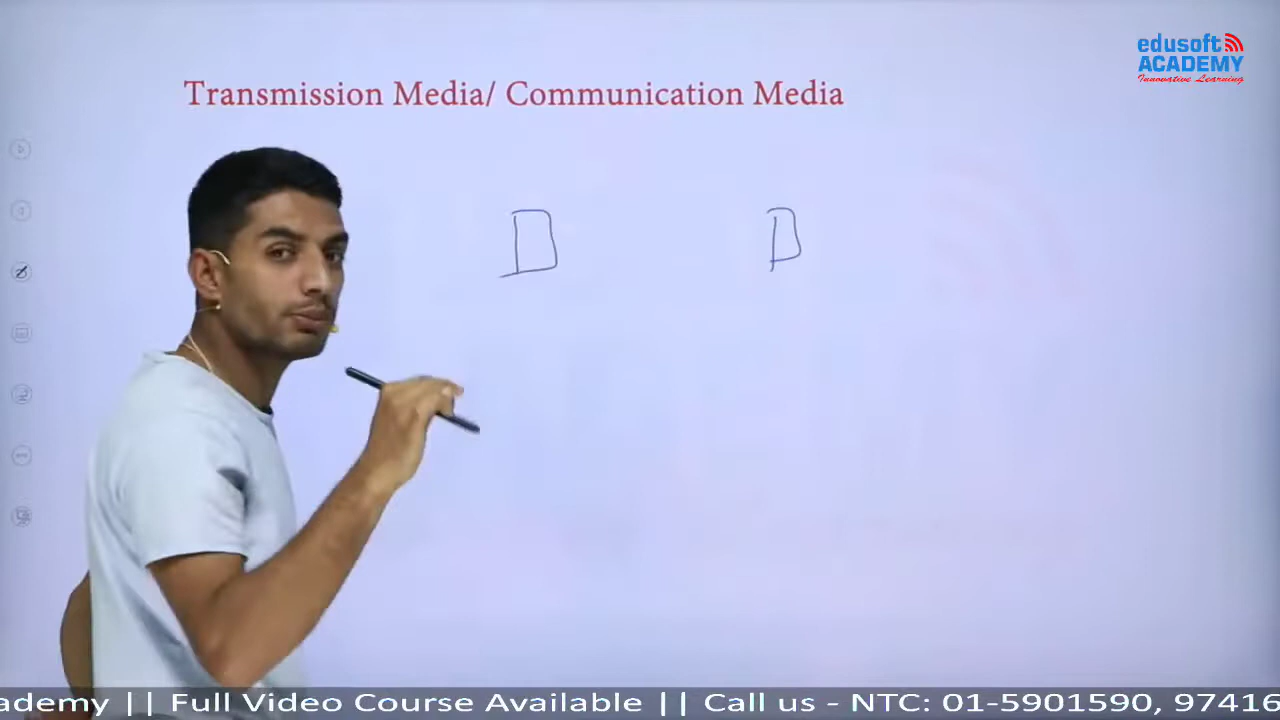 edusoft
ACADEMY
Innovative Learning
Transmission Media/ Communication Media
ademy || Full Video Course Available || Call us - NTC: 01-5901590, 97416